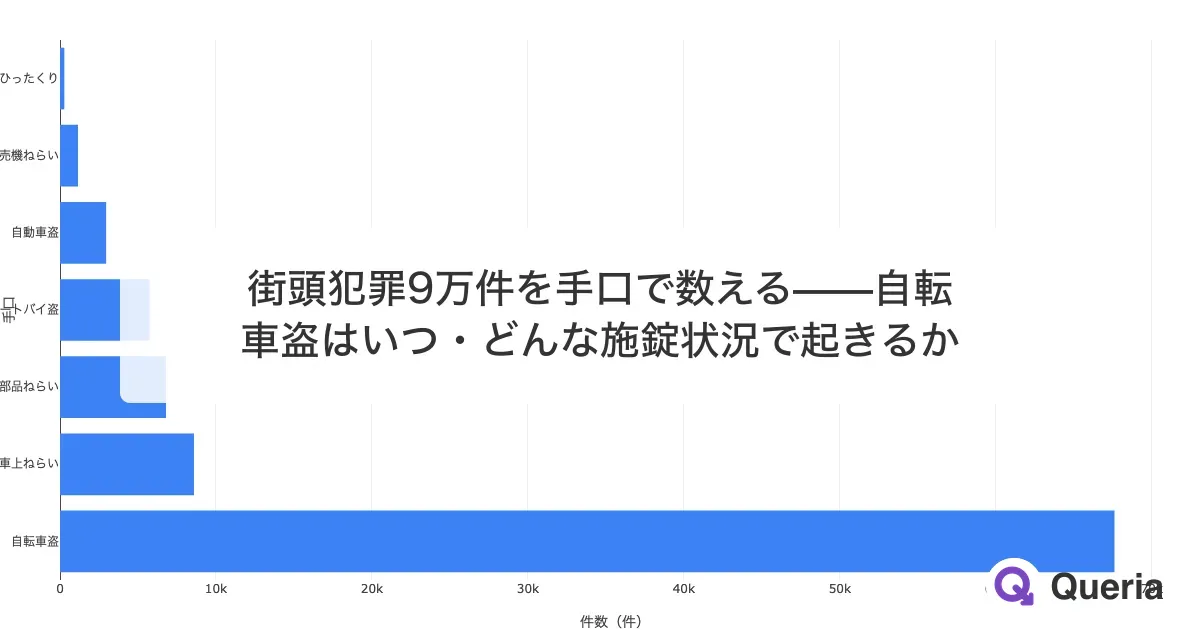 ひったくり
売機ねらい
自動車盗
トバイ盗
部品ねらい
車上ねらい
自転車盗
手口
街頭犯罪9万件を手口で数える――自転
車盗はいつ・どんな施錠状況で起きるか
0
10k
20k
30k
40k
50k
70k
件数（件）
Queria